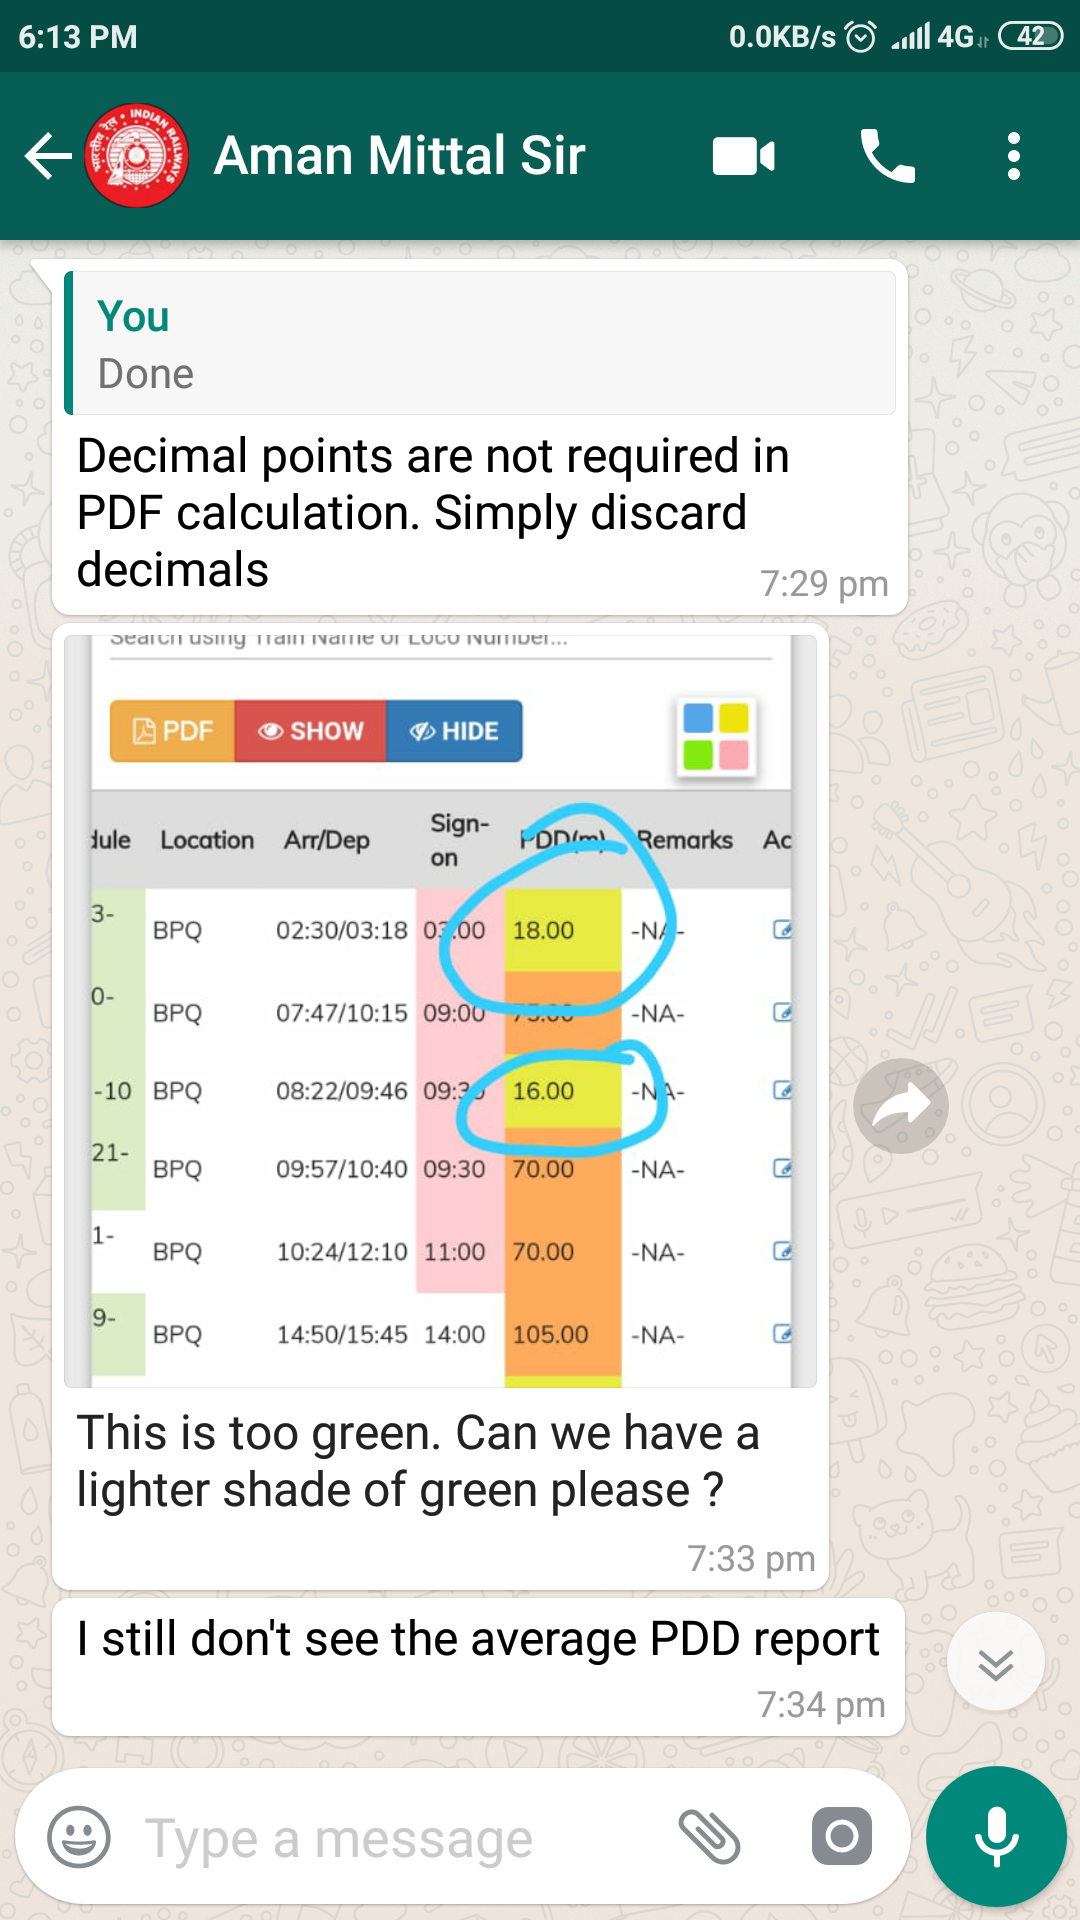 6:13 PM
0.0KB/s
4G
42
भारतीय रेल • INDIAN RAILWAYS
Aman Mittal Sir
You
Done
Decimal points are not required in
PDF calculation. Simply discard
decimals
7:29 pm
Search using Train Name or Loco Number...
PDF SHOW HIDE
dule Location Arr/Dep Sign-on PDD(m) Remarks Ac
3- BPQ 02:30/03:18 03:00 18.00 -NA-
0- BPQ 07:47/10:15 09:00 75.00 -NA-
-10 BPQ 08:22/09:46 09:30 16.00 -NA-
21- BPQ 09:57/10:40 09:30 70.00 -NA-
1- BPQ 10:24/12:10 11:00 70.00 -NA-
9- BPQ 14:50/15:45 14:00 105.00 -NA-
This is too green. Can we have a
lighter shade of green please ?
7:33 pm
I still don't see the average PDD report
7:34 pm
Type a message